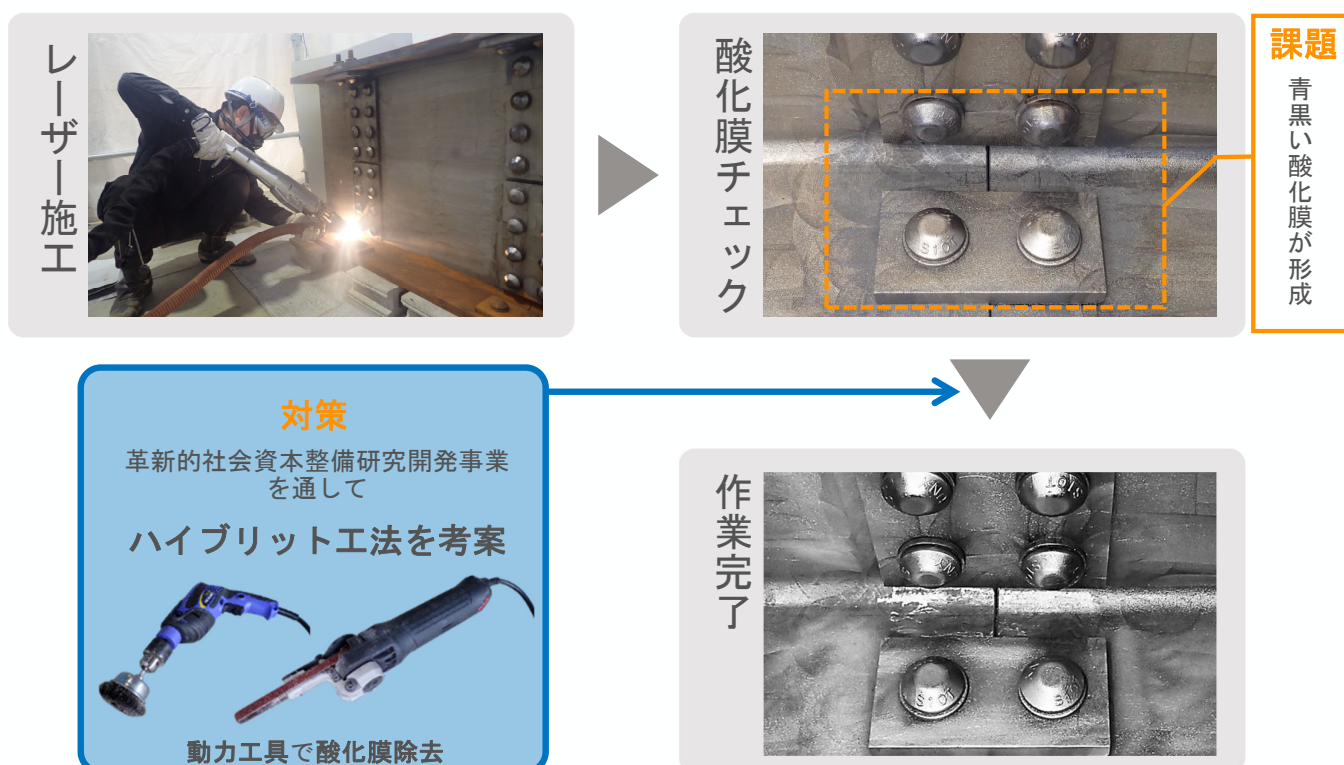 レーザー施工
酸化膜チェック
課題
青黒い酸化膜が形成
対策
革新的社会資本整備研究開発事業
を通して
ハイブリット工法を考案
動力工具で酸化膜除去
作業完了
S10T